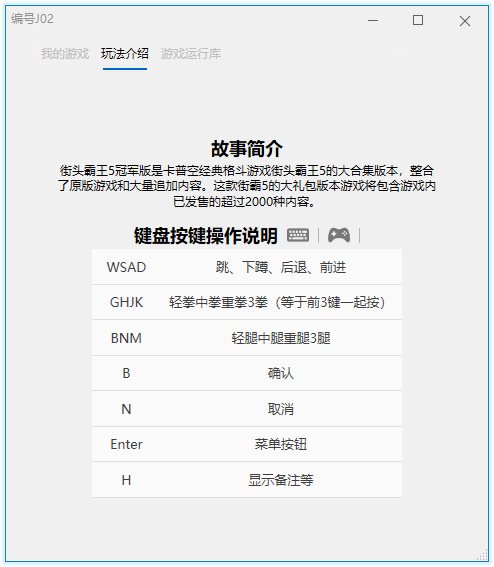 编号J02
我的游戏 玩法介绍 游戏运行库
故事简介
街头霸王5冠军版是卡普空经典格斗游戏街头霸王5的大合集版本，整合
了原版游戏和大量追加内容。这款街霸5的大礼包版本游戏将包含游戏内
已发售的超过2000种内容。
键盘按键操作说明
WSAD 跳、下蹲、后退、前进
GHJK 轻拳中拳重拳3拳（等于前3键一起按）
BNM 轻腿中腿重腿3腿
B 确认
N 取消
Enter 菜单按钮
H 显示备注等